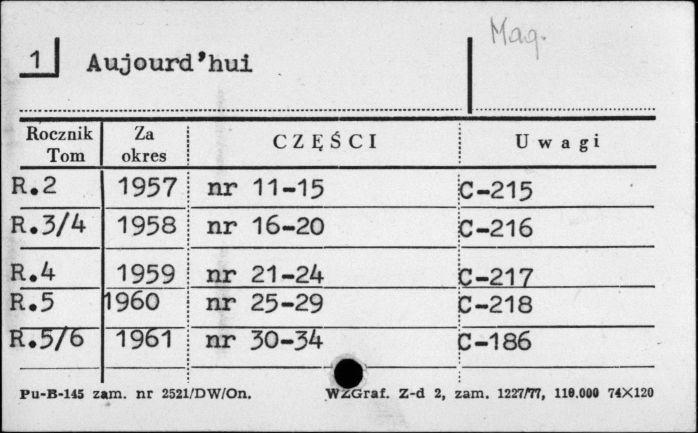 Mag.
1 Aujourd'hui
Rocznik Tom Za okres CZĘŚCI Uwagi
R.2 1957 nr 11-15 C-215
R.3/4 1958 nr 16-20 C-216
R.4 1959 nr 21-24 C-217
R.5 1960 nr 25-29 C-218
R.5/6 1961 nr 30-34 C-186
Pu-B-145 zam. nr 2521/DW/On. WZGraf. Z-d 2, zam. 1227/77, 110.000 74×120